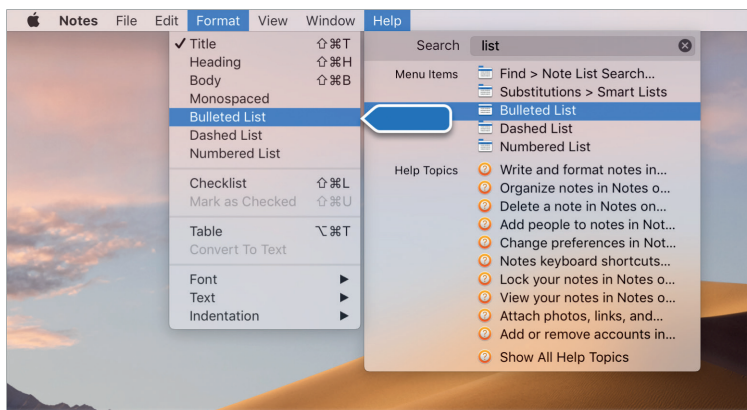 Notes File Edit Format View Window Help
✓ Title ⇧⌘T
Heading ⇧⌘H
Body ⇧⌘B
Monospaced
Bulleted List
Dashed List
Numbered List
Checklist ⇧⌘L
Mark as Checked ⇧⌘U
Table ⌥⌘T
Convert To Text
Font ▶
Text ▶
Indentation ▶
Search list
Menu Items Find > Note List Search...
Substitutions > Smart Lists
Bulleted List
Dashed List
Numbered List
Help Topics Write and format notes in...
Organize notes in Notes o...
Delete a note in Notes on...
Add people to notes in Not...
Change preferences in Not...
Notes keyboard shortcuts...
Lock your notes in Notes o...
View your notes in Notes o...
Attach photos, links, and...
Add or remove accounts in...
Show All Help Topics